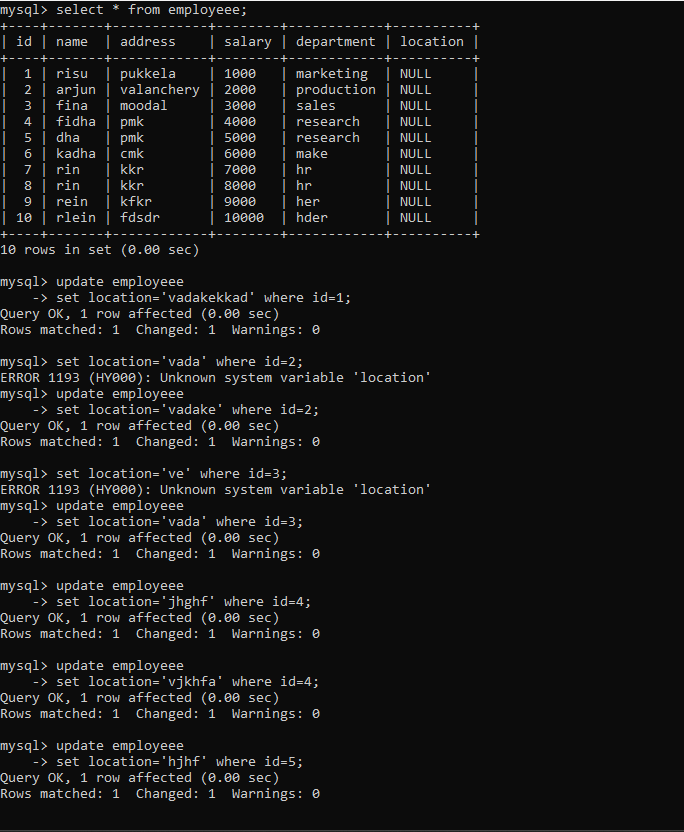 mysql> select * from employeee;
+----+-------+------------+--------+------------+----------+
| id | name  | address    | salary | department | location |
+----+-------+------------+--------+------------+----------+
|  1 | risu  | pukkela    | 1000   | marketing  | NULL     |
|  2 | arjun | valanchery | 2000   | production | NULL     |
|  3 | fina  | moodal     | 3000   | sales      | NULL     |
|  4 | fidha | pmk        | 4000   | research   | NULL     |
|  5 | dha   | pmk        | 5000   | research   | NULL     |
|  6 | kadha | cmk        | 6000   | make       | NULL     |
|  7 | rin   | kkr        | 7000   | hr         | NULL     |
|  8 | rin   | kkr        | 8000   | hr         | NULL     |
|  9 | rein  | kfkr       | 9000   | her        | NULL     |
| 10 | rlein | fdsdr      | 10000  | hder       | NULL     |
+----+-------+------------+--------+------------+----------+
10 rows in set (0.00 sec)

mysql> update employeee
    -> set location='vadakekkad' where id=1;
Query OK, 1 row affected (0.00 sec)
Rows matched: 1  Changed: 1  Warnings: 0

mysql> set location='vada' where id=2;
ERROR 1193 (HY000): Unknown system variable 'location'
mysql> update employeee
    -> set location='vadake' where id=2;
Query OK, 1 row affected (0.00 sec)
Rows matched: 1  Changed: 1  Warnings: 0

mysql> set location='ve' where id=3;
ERROR 1193 (HY000): Unknown system variable 'location'
mysql> update employeee
    -> set location='vada' where id=3;
Query OK, 1 row affected (0.00 sec)
Rows matched: 1  Changed: 1  Warnings: 0

mysql> update employeee
    -> set location='jhghf' where id=4;
Query OK, 1 row affected (0.00 sec)
Rows matched: 1  Changed: 1  Warnings: 0

mysql> update employeee
    -> set location='vjkhfa' where id=4;
Query OK, 1 row affected (0.00 sec)
Rows matched: 1  Changed: 1  Warnings: 0

mysql> update employeee
    -> set location='hjhf' where id=5;
Query OK, 1 row affected (0.00 sec)
Rows matched: 1  Changed: 1  Warnings: 0